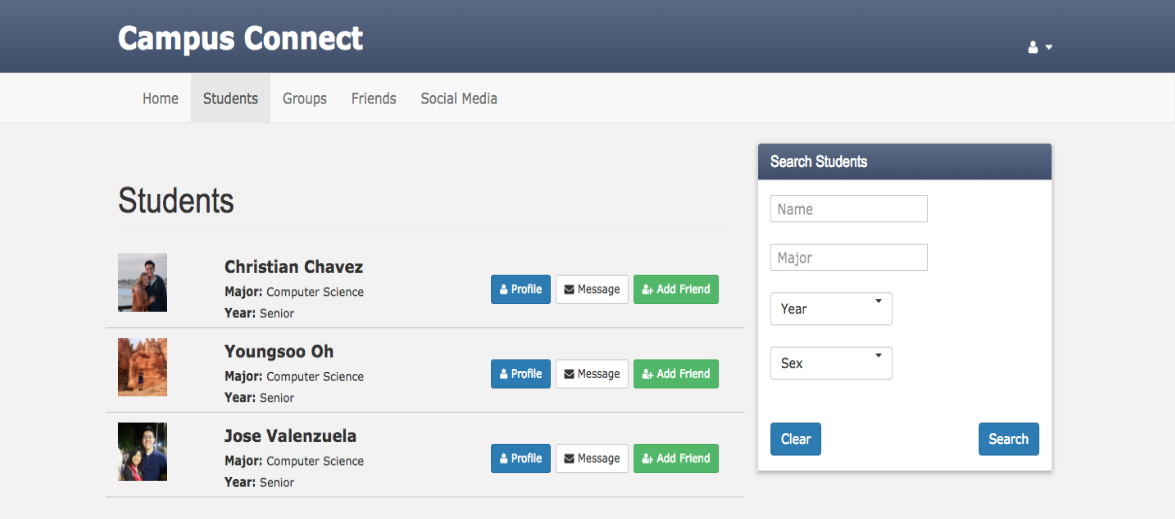 Campus Connect
Home Students Groups Friends Social Media
Students
Christian Chavez
Major: Computer Science
Year: Senior
Profile Message Add Friend
Youngsoo Oh
Major: Computer Science
Year: Senior
Profile Message Add Friend
Jose Valenzuela
Major: Computer Science
Year: Senior
Profile Message Add Friend
Search Students
Name
Major
Year
Sex
Clear Search